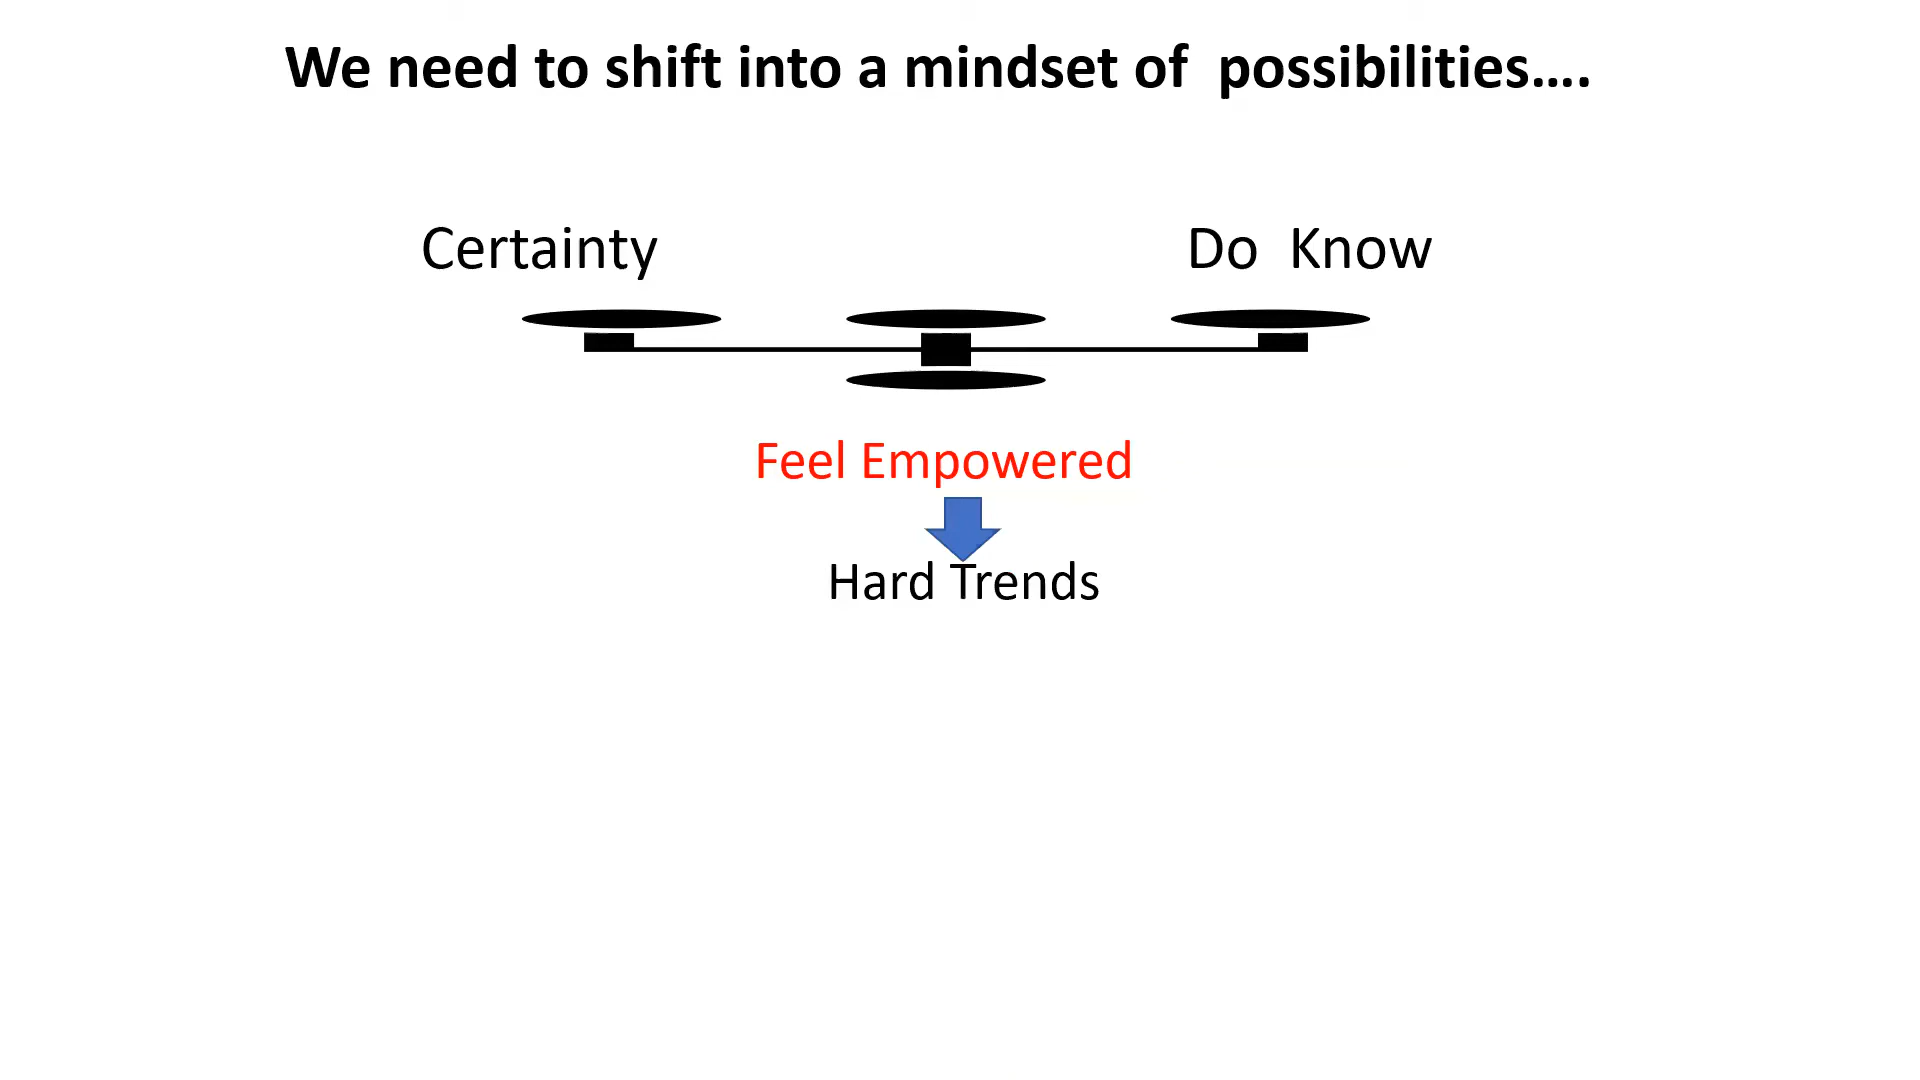 We need to shift into a mindset of  possibilities….
Certainty
Do  Know
Feel Empowered
Hard Trends